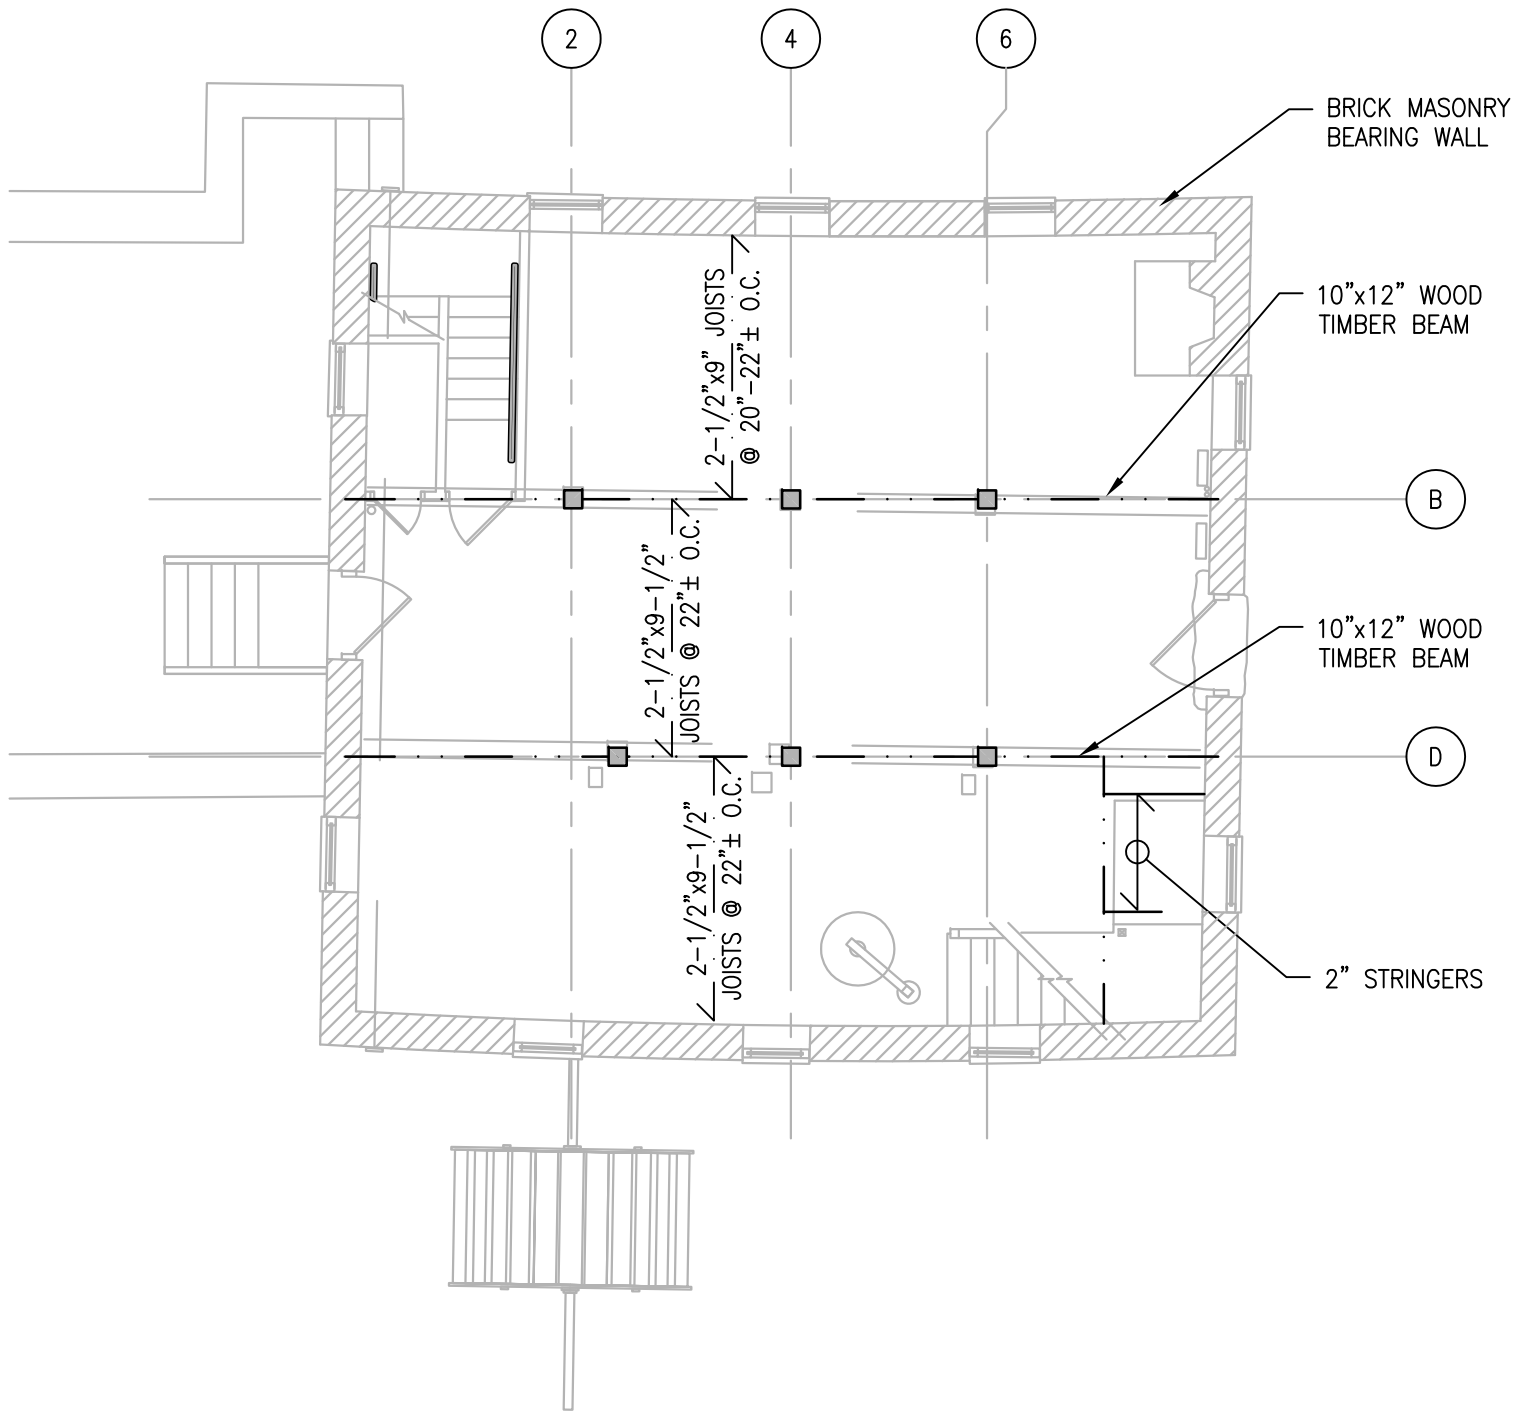 2
4
6
BRICK MASONRY
BEARING WALL
2-1/2"x9" JOISTS
@ 20"-22"± O.C.
10"x12" WOOD
TIMBER BEAM
B
2-1/2"x9-1/2"
JOISTS @ 22"± O.C.
10"x12" WOOD
TIMBER BEAM
D
2-1/2"x9-1/2"
JOISTS @ 22"± O.C.
2" STRINGERS